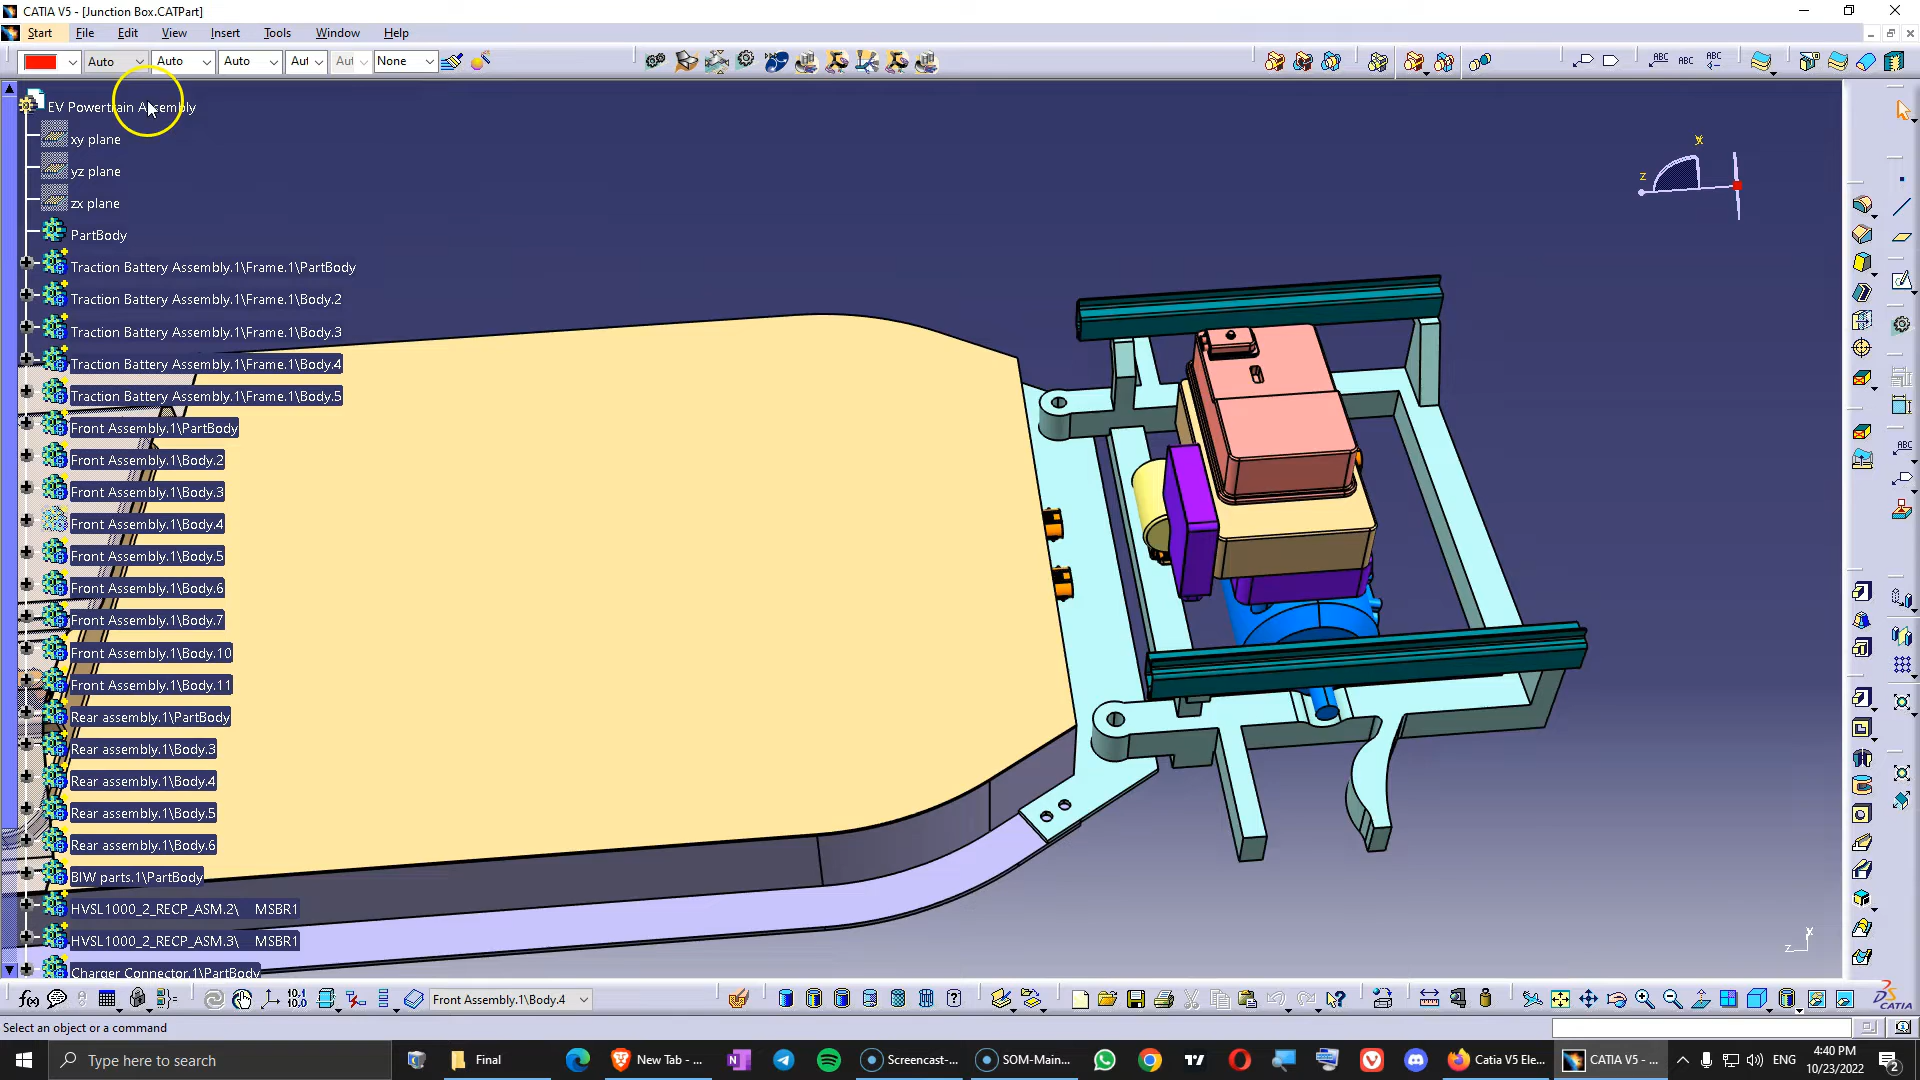 CATIA V5 - [Junction Box.CATPart]
Start File Edit View Insert Tools Window Help
Auto Auto Auto Aut Aut None
ABC ABC ABC
EV Powertrain Assembly
xy plane
yz plane
zx plane
PartBody
Traction Battery Assembly.1\Frame.1\PartBody
Traction Battery Assembly.1\Frame.1\Body.2
Traction Battery Assembly.1\Frame.1\Body.3
Traction Battery Assembly.1\Frame.1\Body.4
Traction Battery Assembly.1\Frame.1\Body.5
Front Assembly.1\PartBody
Front Assembly.1\Body.2
Front Assembly.1\Body.3
Front Assembly.1\Body.4
Front Assembly.1\Body.5
Front Assembly.1\Body.6
Front Assembly.1\Body.7
Front Assembly.1\Body.10
Front Assembly.1\Body.11
Rear assembly.1\PartBody
Rear assembly.1\Body.3
Rear assembly.1\Body.4
Rear assembly.1\Body.5
Rear assembly.1\Body.6
BIW parts.1\PartBody
HVSL1000_2_RECP_ASM.2\ MSBR1
HVSL1000_2_RECP_ASM.3\ MSBR1
Charger Connector.1\PartBody
z
ABC
z
Front Assembly.1\Body.4
CATIA
Select an object or a command
Type here to search
Final
New Tab - ...
Screencast-...
SOM-Main...
Catia V5 Ele...
CATIA V5 - ...
ENG
4:40 PM
10/23/2022
2